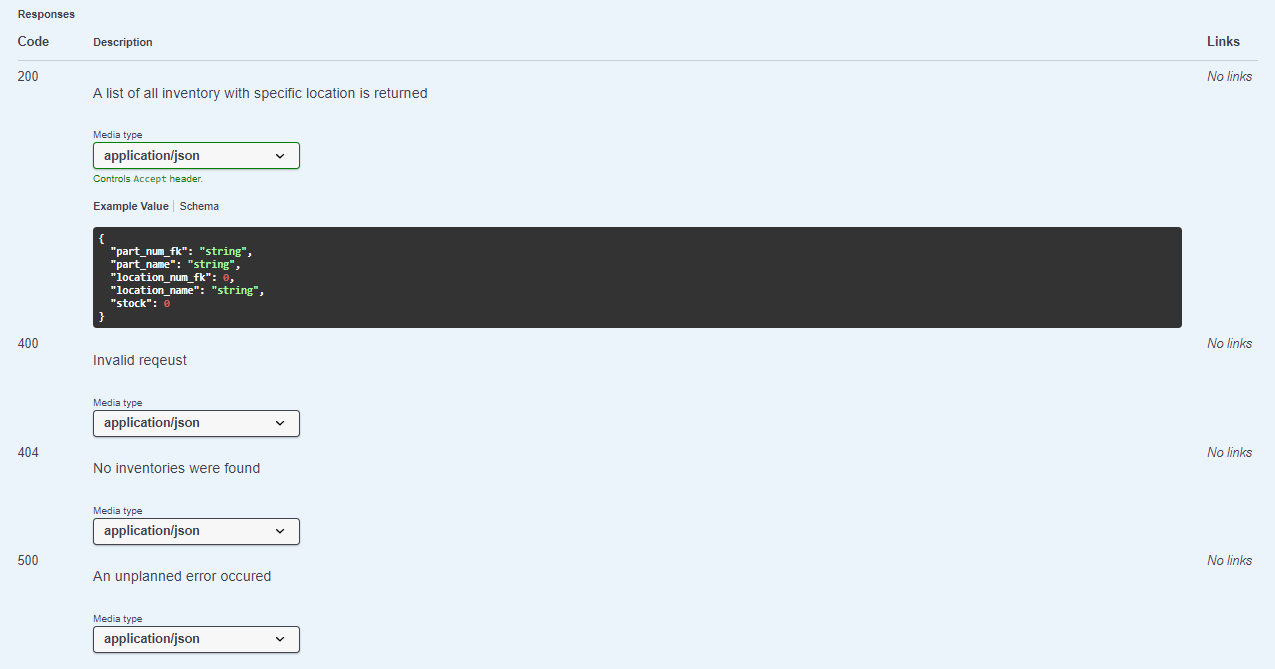 Responses
Code Description Links
200 No links
A list of all inventory with specific location is returned
Media type
application/json
Controls Accept header.
Example Value Schema
{
"part_num_fk": "string",
"part_name": "string",
"location_num_fk": 0,
"location_name": "string",
"stock": 0
}
400 No links
Invalid reqeust
Media type
application/json
404 No links
No inventories were found
Media type
application/json
500 No links
An unplanned error occured
Media type
application/json